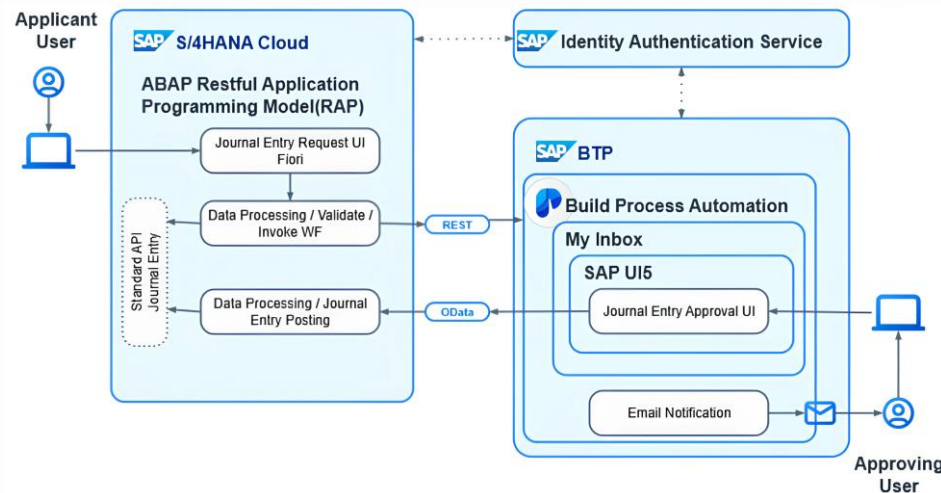 Applicant
User
SAP S/4HANA Cloud
ABAP Restful Application
Programming Model(RAP)
Journal Entry Request UI
Fiori
Data Processing / Validate /
Invoke WF
Standard API
Journal Entry
Data Processing / Journal
Entry Posting
REST
OData
SAP Identity Authentication Service
SAP BTP
Build Process Automation
My Inbox
SAP UI5
Journal Entry Approval UI
Email Notification
Approving
User